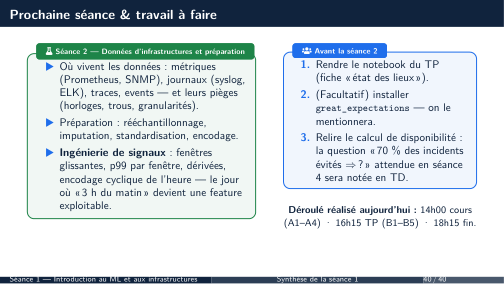 Prochaine séance & travail à faire
Séance 2 — Données d'infrastructures et préparation
Où vivent les données : métriques
(Prometheus, SNMP), journaux (syslog,
ELK), traces, events — et leurs pièges
(horloges, trous, granularités).
Préparation : rééchantillonnage,
imputation, standardisation, encodage.
Ingénierie de signaux : fenêtres
glissantes, p99 par fenêtre, dérivées,
encodage cyclique de l'heure — le jour
où « 3 h du matin » devient une feature
exploitable.
Avant la séance 2
1. Rendre le notebook du TP
(fiche « état des lieux »).
2. (Facultatif) installer
great_expectations — on le
mentionnera.
3. Relire le calcul de disponibilité :
la question « 70 % des incidents
évités ⇒ ? » attendue en séance
4 sera notée en TD.
Déroulé réalisé aujourd'hui : 14h00 cours
(A1–A4) · 16h15 TP (B1–B5) · 18h15 fin.
Séance 1 — Introduction au ML et aux infrastructures
Synthèse de la séance 1
40 / 40